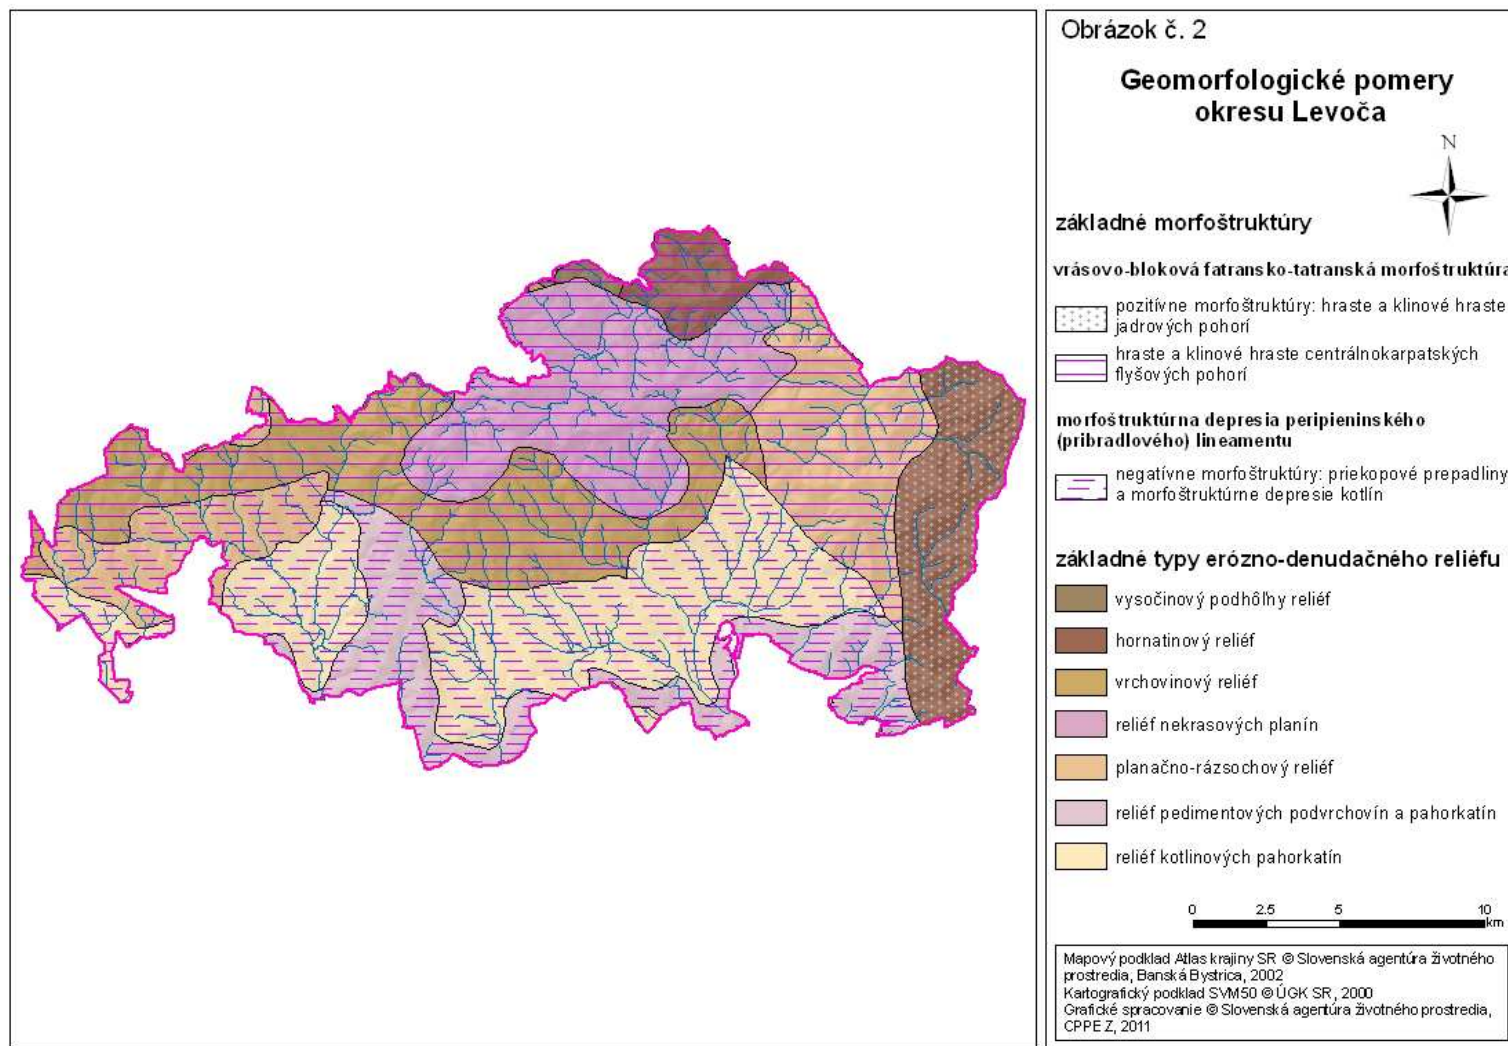 Obrázok č. 2
Geomorfologické pomery
okresu Levoča
N
základné morfoštruktúry
vrásovo-bloková fatransko-tatranská morfoštruktúra
pozitívne morfoštruktúry: hraste a klinové hraste
jadrových pohorí
hraste a klinové hraste centrálnokarpatských
flyšových pohorí
morfoštruktúrna depresia peripieninského
(pribradlového) lineamentu
negatívne morfoštruktúry: priekopové prepadliny
a morfoštruktúrne depresie kotlín
základné typy erózno-denudačného reliéfu
vysočinový podhôľny reliéf
hornatinový reliéf
vrchovinový reliéf
reliéf nekrasových planín
planačno-rázsochový reliéf
reliéf pedimentových podvrchovín a pahorkatín
reliéf kotlinových pahorkatín
0 2.5 5 10
km
Mapový podklad Atlas krajiny SR © Slovenská agentúra životného
prostredia, Banská Bystrica, 2002
Kartografický podklad SVM50 © ÚGK SR, 2000
Grafické spracovanie © Slovenská agentúra životného prostredia,
CPPE Z, 2011